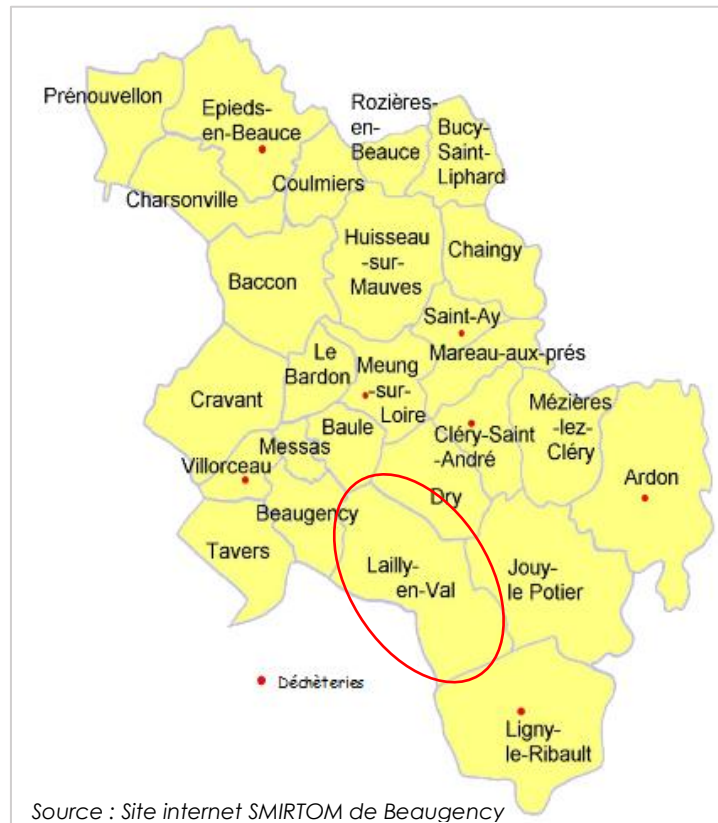 Prénouvellon
Epieds-
en-Beauce
Rozières-
en-
Beauce
Bucy-
Saint-
Liphard
Charsonville
Coulmiers
Huisseau
-sur-
Mauves
Chaingy
Baccon
Saint-Ay
Mareau-aux-prés
Le
Bardon
Meung
-sur-
Loire
Cravant
Baule
Messas
Villorceau
Cléry-Saint
-André
Mézières
-lez-
Cléry
Ardon
Dry
Beaugency
Tavers
Lailly-
en-Val
Jouy-
le Potier
Déchèteries
Ligny-
le-Ribault
Source : Site internet SMIRTOM de Beaugency